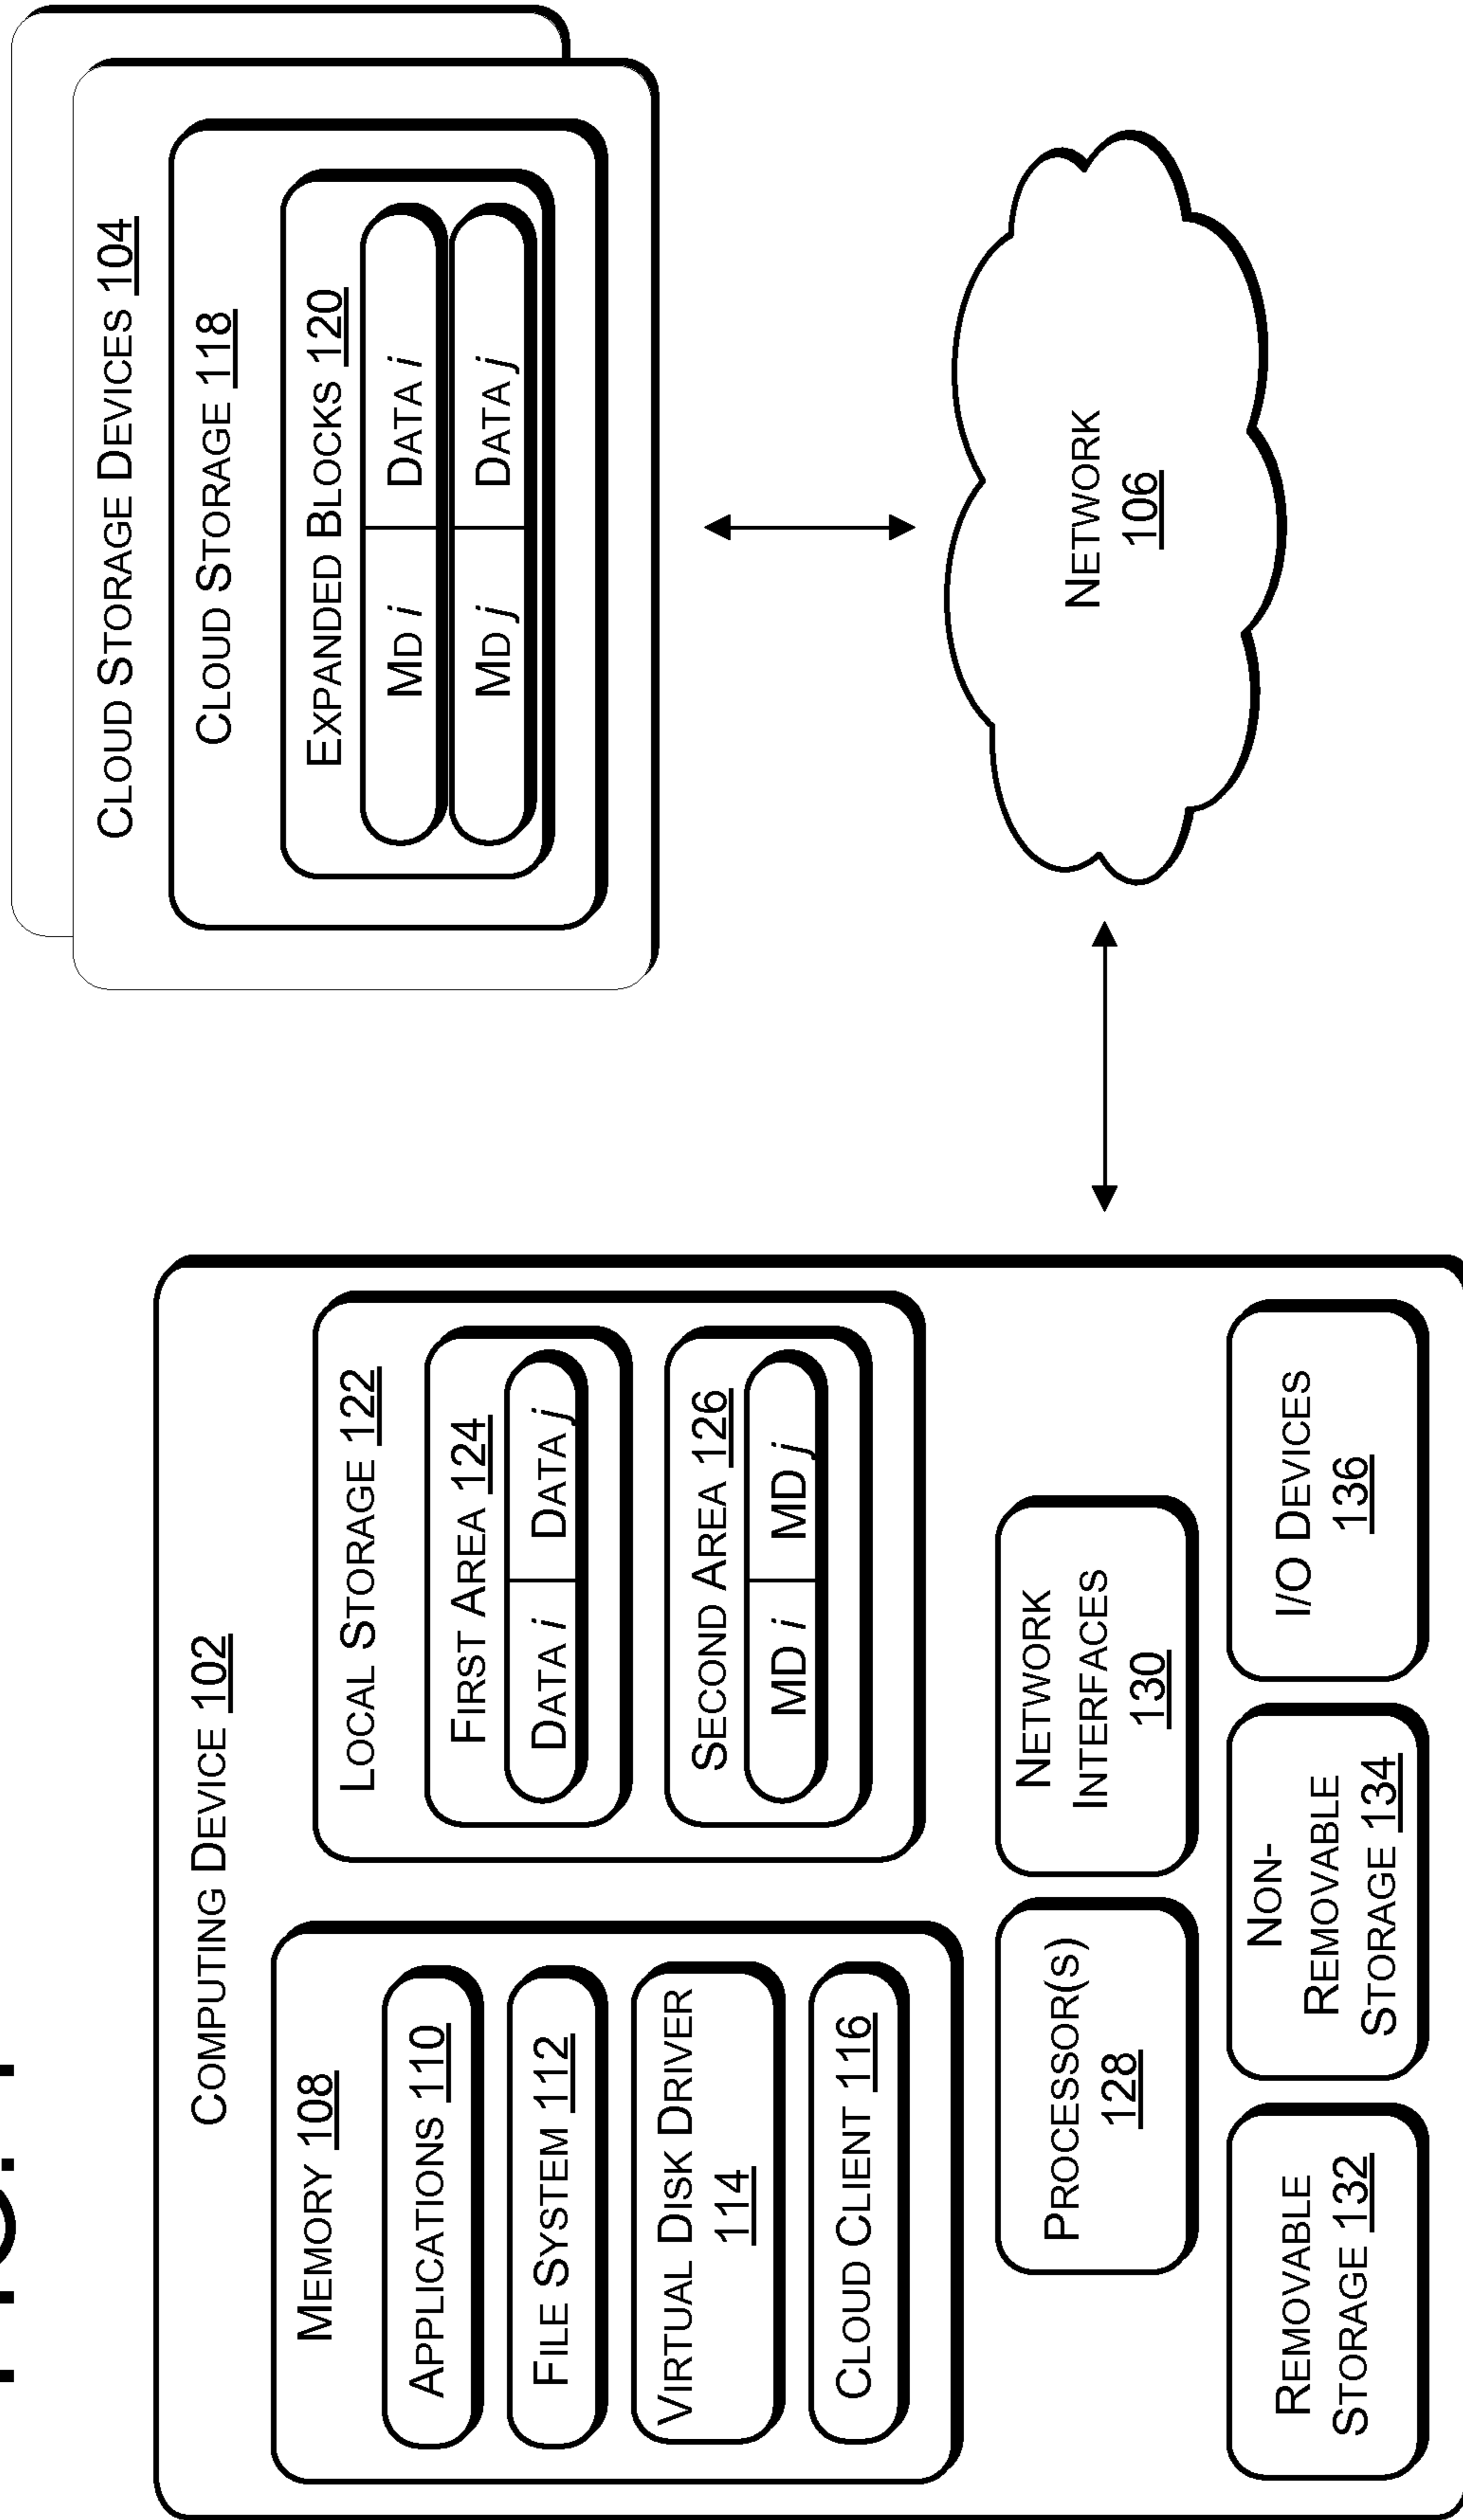 COMPUTING DEVICE 102
MEMORY 108
APPLICATIONS 110
FILE SYSTEM 112
VIRTUAL DISK DRIVER
114
CLOUD CLIENT 116
LOCAL STORAGE 122
FIRST AREA 124
DATA i DATA j
SECOND AREA 126
MD i MD j
PROCESSOR(S)
128
NETWORK
INTERFACES
130
REMOVABLE
STORAGE 132
NON-
REMOVABLE
STORAGE 134
I/O DEVICES
136
CLOUD STORAGE DEVICES 104
CLOUD STORAGE 118
EXPANDED BLOCKS 120
MD i DATA i
MD j DATA j
NETWORK
106